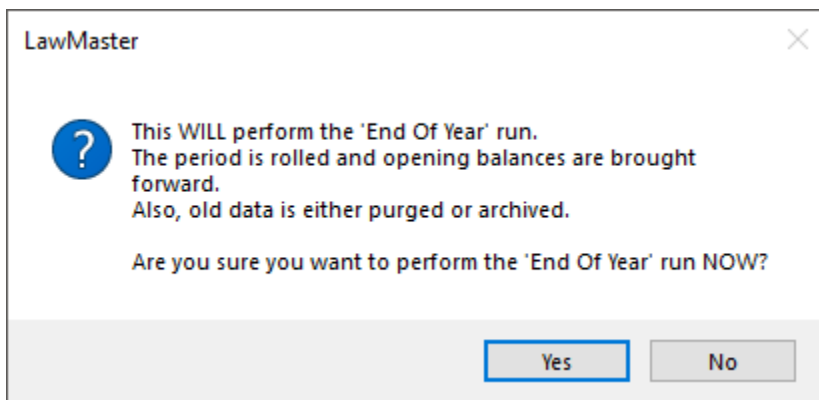 LawMaster
This WILL perform the 'End Of Year' run.
The period is rolled and opening balances are brought
forward.
Also, old data is either purged or archived.
Are you sure you want to perform the 'End Of Year' run NOW?
Yes No